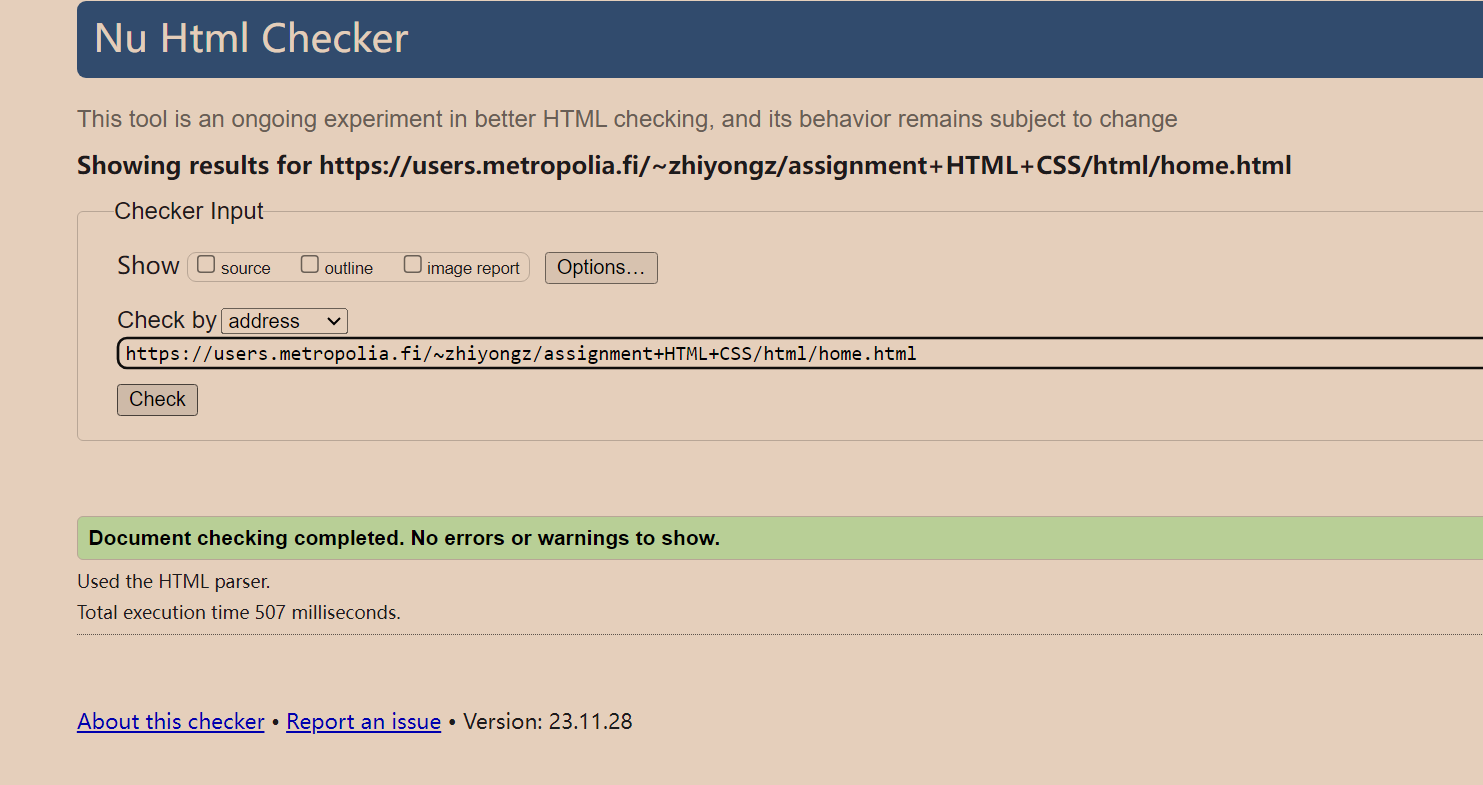 Nu Html Checker
This tool is an ongoing experiment in better HTML checking, and its behavior remains subject to change
Showing results for https://users.metropolia.fi/~zhiyongz/assignment+HTML+CSS/html/home.html
Checker Input
Show source outline image report Options...
Check by address
https://users.metropolia.fi/~zhiyongz/assignment+HTML+CSS/html/home.html
Check
Document checking completed. No errors or warnings to show.
Used the HTML parser.
Total execution time 507 milliseconds.
About this checker • Report an issue • Version: 23.11.28